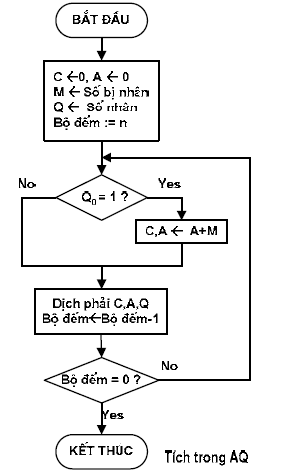 BẮT ĐẦU
C ←0, A ← 0
M ← Số bị nhân
Q ← Số nhân
Bộ đếm := n
No
Yes
Q₀ = 1 ?
C,A ← A+M
Dịch phải C,A,Q
Bộ đếm←Bộ đếm-1
No
Bộ đếm = 0 ?
Yes
KẾT THÚC
Tích trong AQ